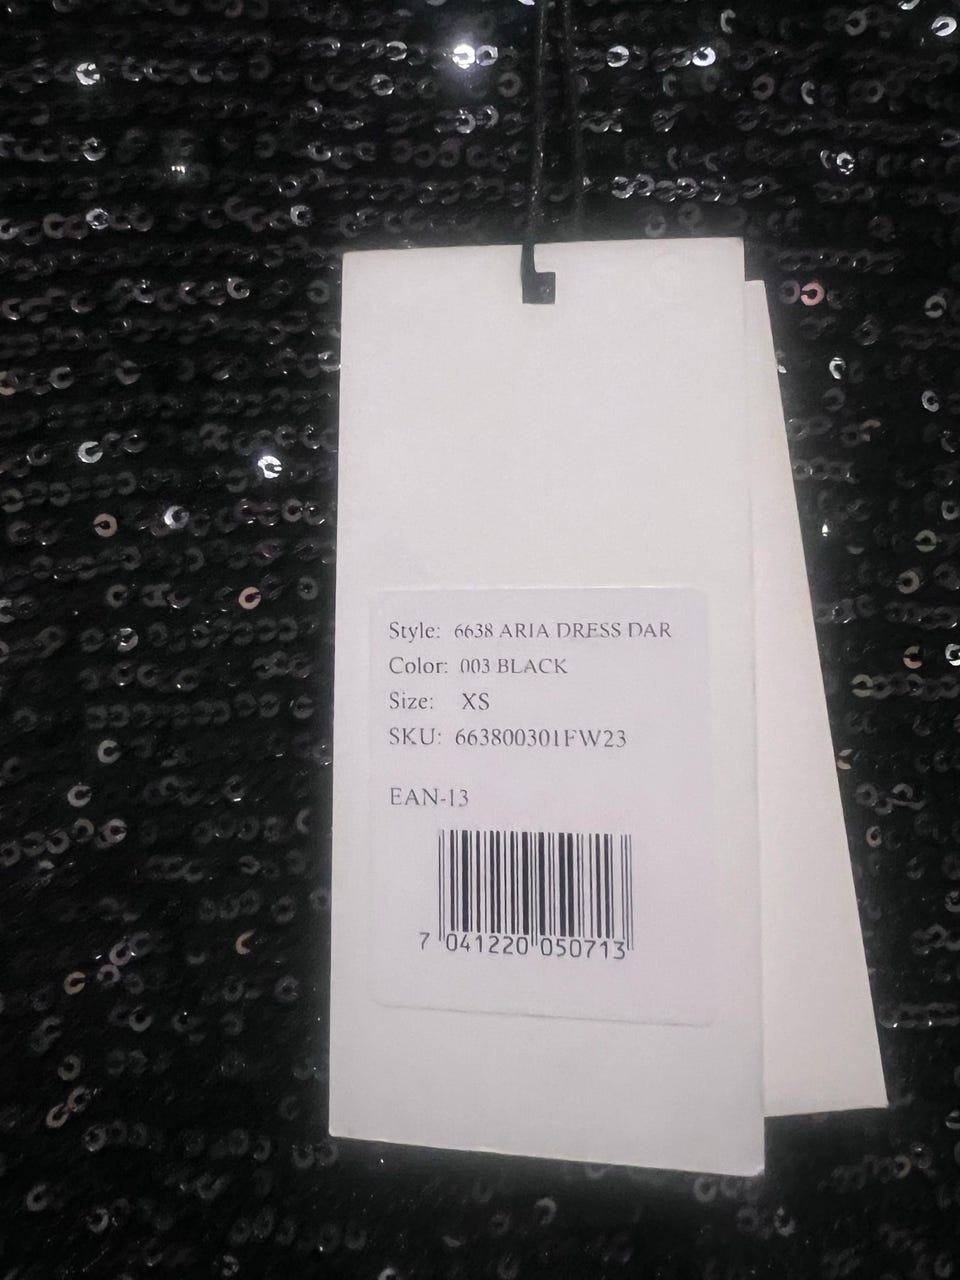 Style: 6638 ARIA DRESS DAR
Color: 003 BLACK
Size: XS
SKU: 663800301FW23
EAN-13
7 041220 050713